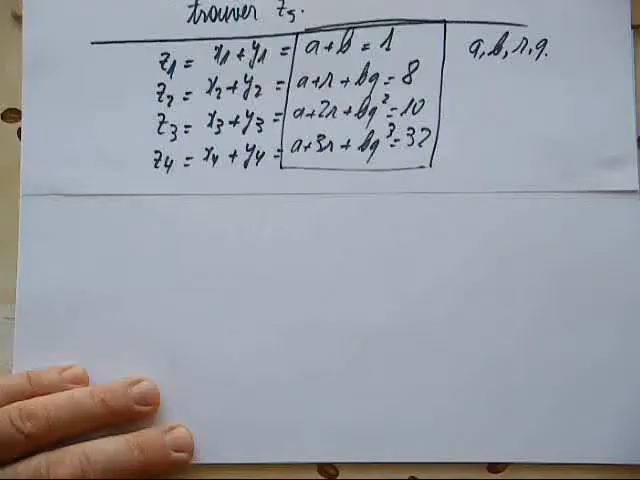 trouver z₅.
z₁ = x₁ + y₁ = a + b = 1
z₂ = x₂ + y₂ = a + r + bq = 8
z₃ = x₃ + y₃ = a + 2r + bq² = 10
z₄ = x₄ + y₄ = a + 3r + bq³ = 32
a, b, r, q.